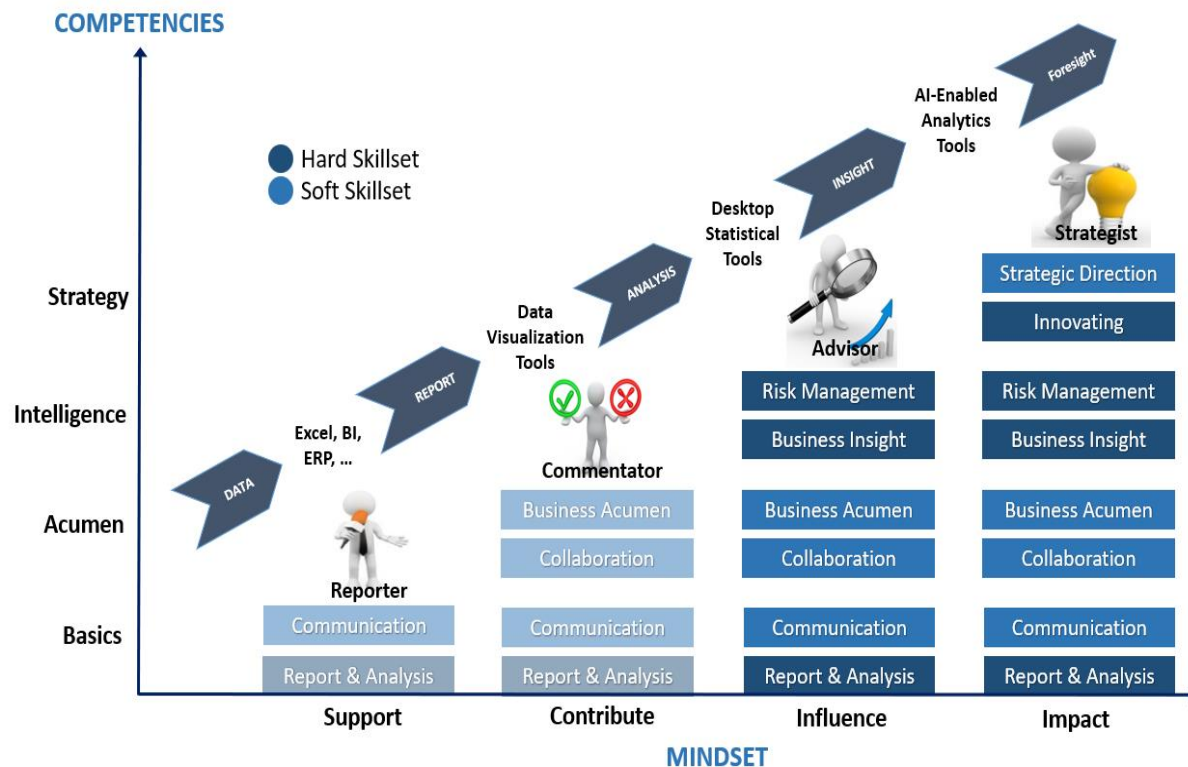 COMPETENCIES
Hard Skillset
Soft Skillset
Strategy
Intelligence
Acumen
Basics
DATA
Excel, BI,
ERP, ...
REPORT
Data
Visualization
Tools
ANALYSIS
Desktop
Statistical
Tools
INSIGHT
AI-Enabled
Analytics
Tools
Foresight
Reporter
Communication
Report & Analysis
Commentator
Business Acumen
Collaboration
Communication
Report & Analysis
Advisor
Risk Management
Business Insight
Business Acumen
Collaboration
Communication
Report & Analysis
Strategist
Strategic Direction
Innovating
Risk Management
Business Insight
Business Acumen
Collaboration
Communication
Report & Analysis
Support
Contribute
Influence
Impact
MINDSET